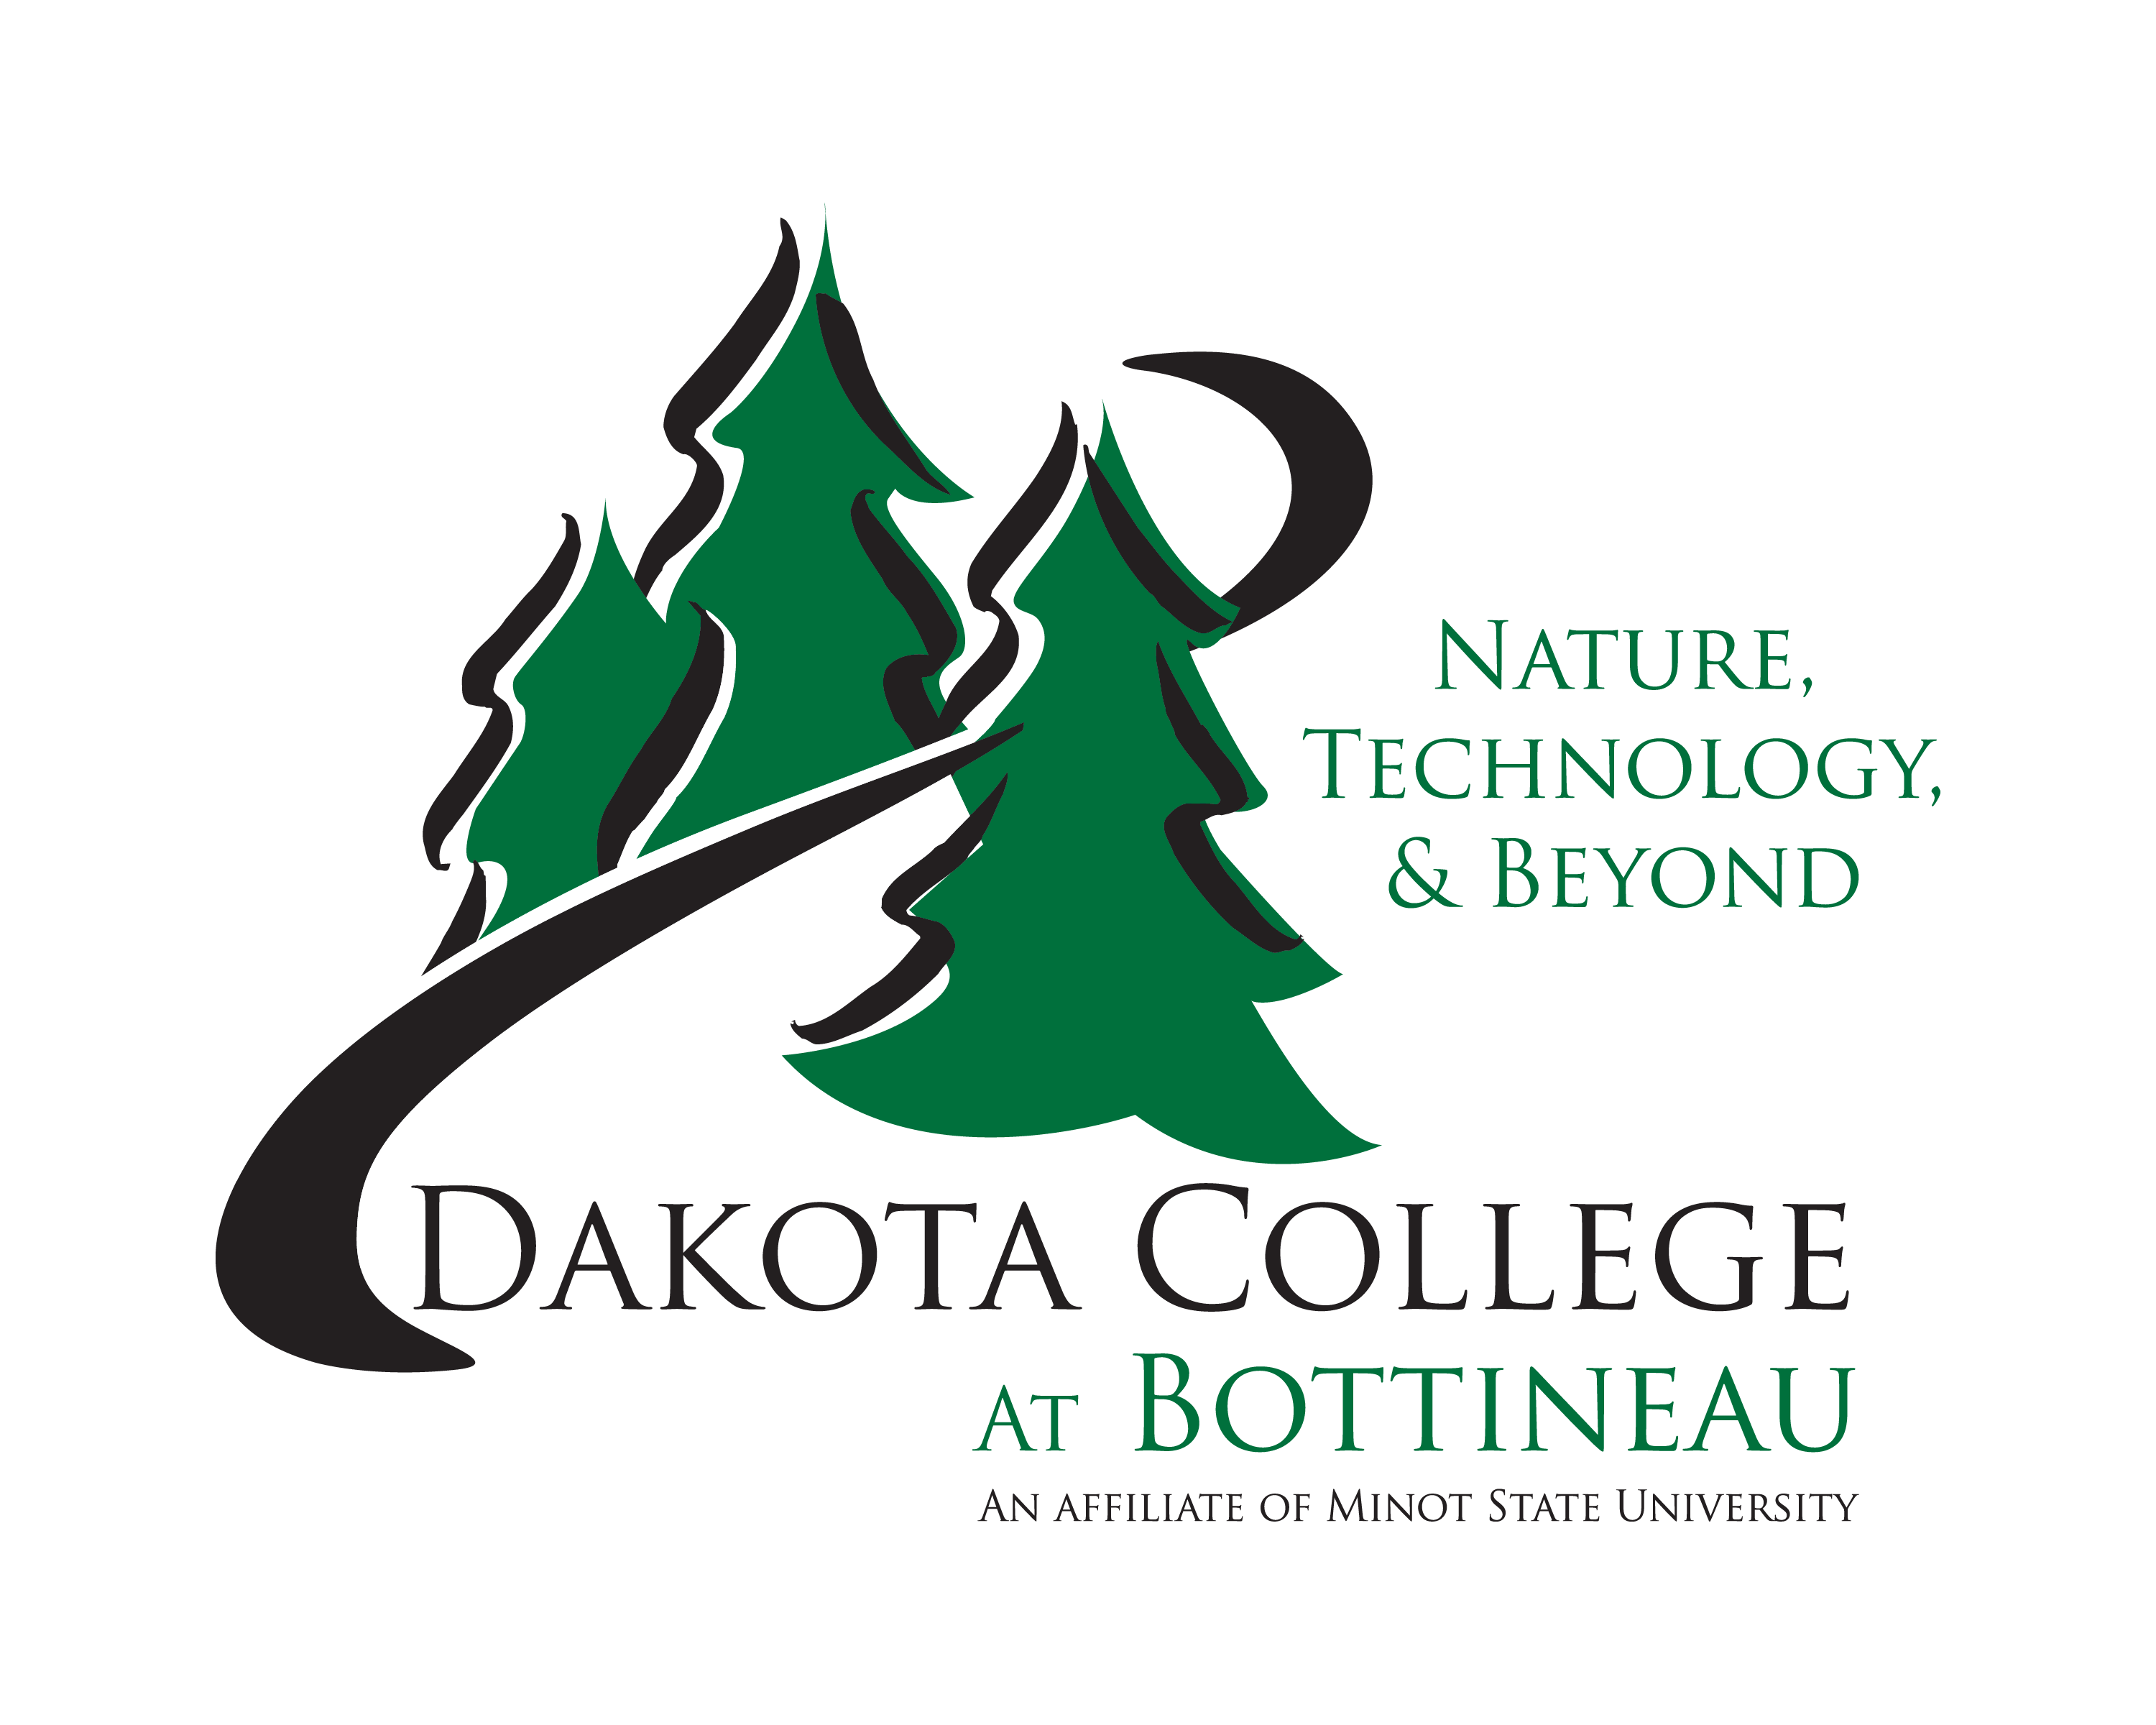 Nature,
Technology,
& Beyond
Dakota College
at Bottineau
An affiliate of Minot State University